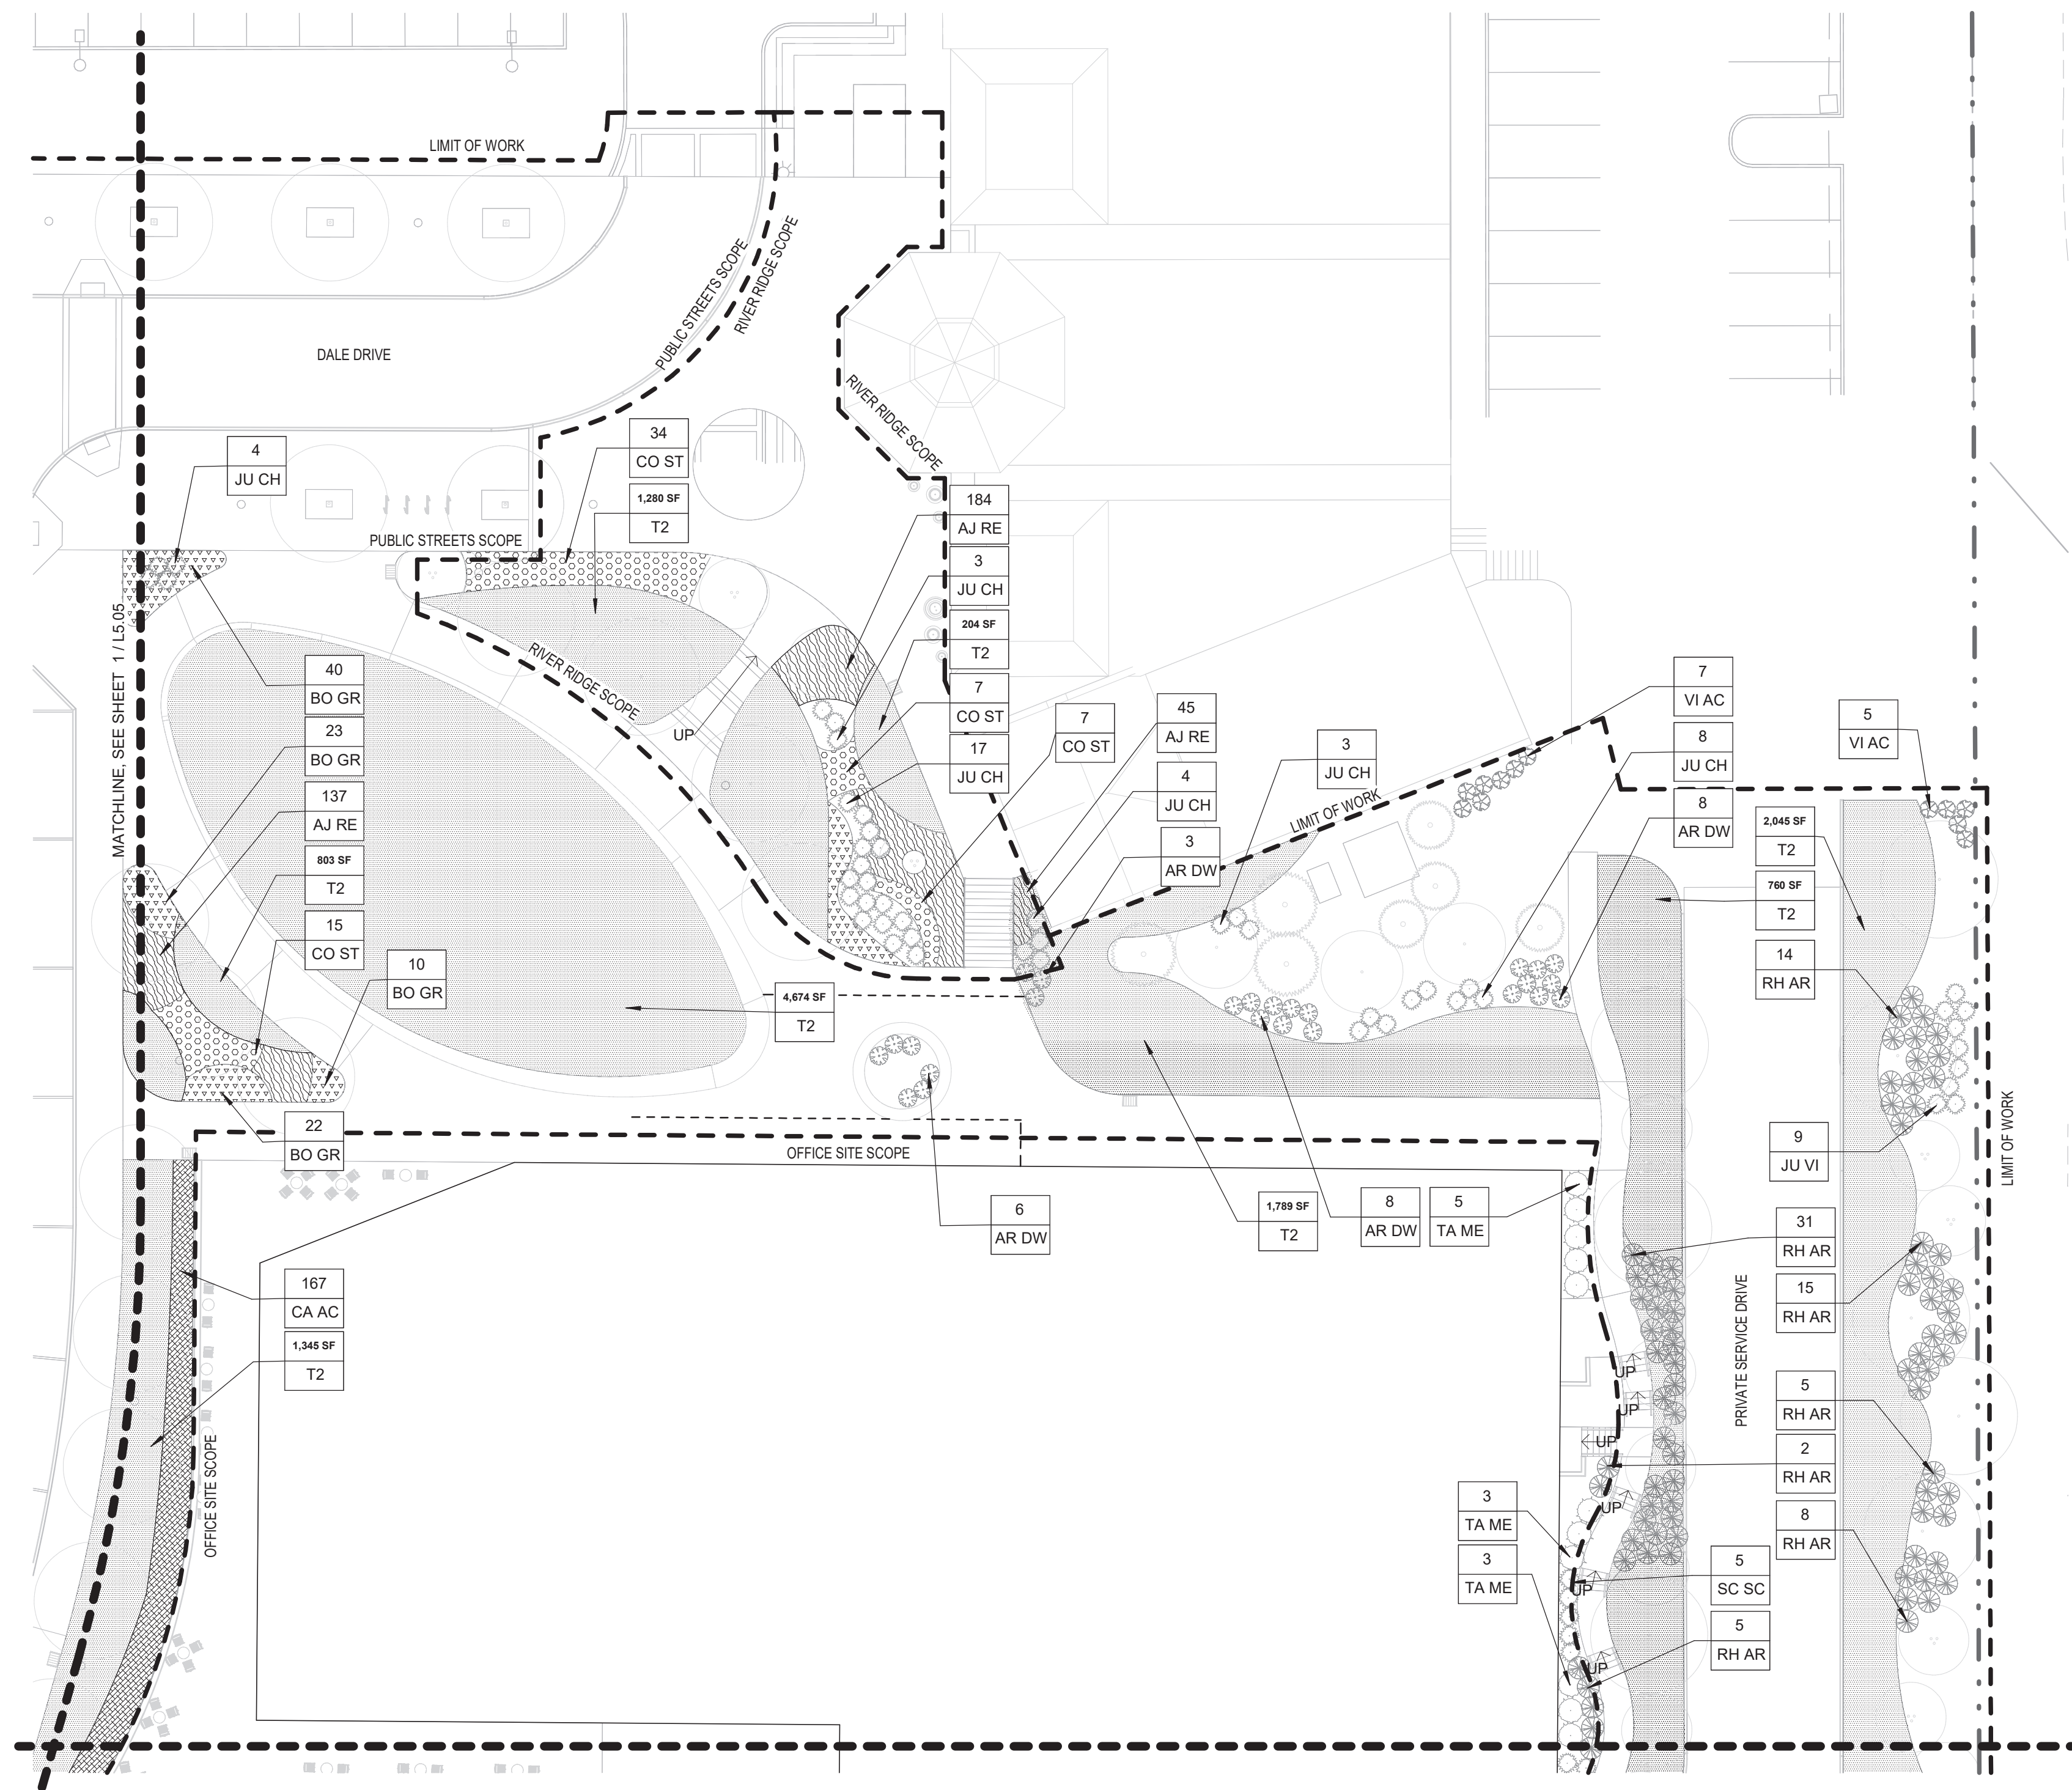 LIMIT OF WORK
PUBLIC STREETS SCOPE
RIVER RIDGE SCOPE
DALE DRIVE
RIVER RIDGE SCOPE
34
CO ST
4
JU CH
1,280 SF
T2
184
AJ RE
PUBLIC STREETS SCOPE
3
JU CH
MATCHLINE, SEE SHEET 1 / L5.05
204 SF
T2
RIVER RIDGE SCOPE
40
BO GR
7
CO ST
7
VI AC
UP
23
BO GR
17
JU CH
7
CO ST
45
AJ RE
3
JU CH
8
JU CH
5
VI AC
137
AJ RE
4
JU CH
LIMIT OF WORK
8
AR DW
2,045 SF
T2
803 SF
T2
3
AR DW
760 SF
T2
15
CO ST
10
BO GR
14
RH AR
4,674 SF
T2
22
BO GR
OFFICE SITE SCOPE
9
JU VI
LIMIT OF WORK
6
AR DW
1,789 SF
T2
8
AR DW
5
TA ME
31
RH AR
167
CA AC
15
RH AR
1,345 SF
T2
PRIVATE SERVICE DRIVE
UP
UP
5
RH AR
UP
2
RH AR
OFFICE SITE SCOPE
3
TA ME
UP
8
RH AR
3
TA ME
UP
5
SC SC
5
RH AR
UP